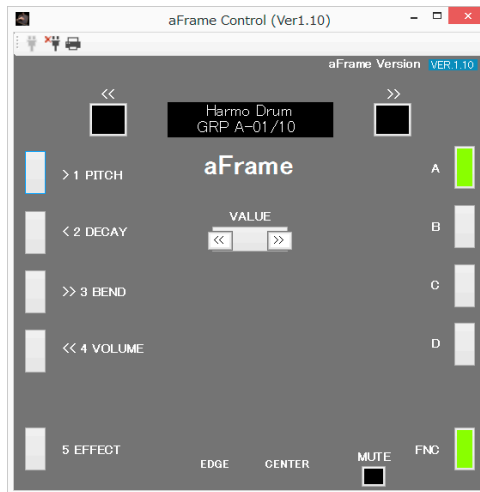 aFrame Control (Ver1.10)
aFrame Version VER.1.10
<< >>
Harmo Drum
GRP A-01/10
aFrame
> 1 PITCH
A
VALUE
<< >>
< 2 DECAY
B
>> 3 BEND
C
<< 4 VOLUME
D
5 EFFECT
FNC
EDGE CENTER MUTE